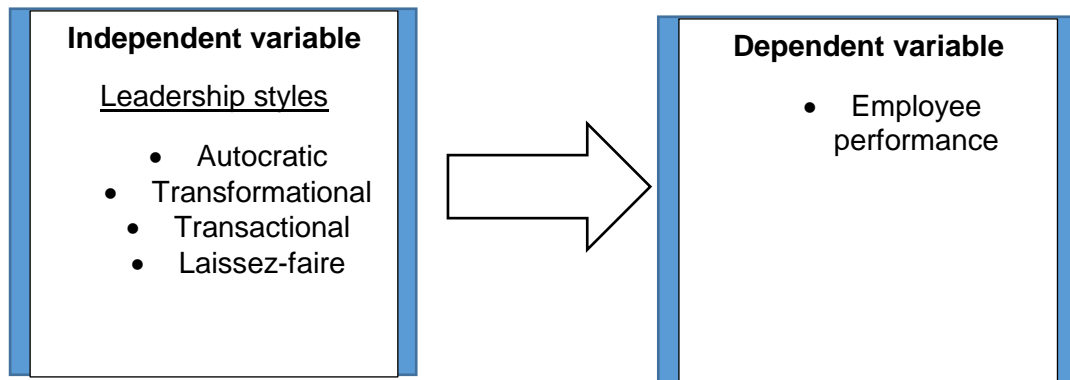 Independent variable
Leadership styles
• Autocratic
• Transformational
• Transactional
• Laissez-faire
Dependent variable
• Employee
performance